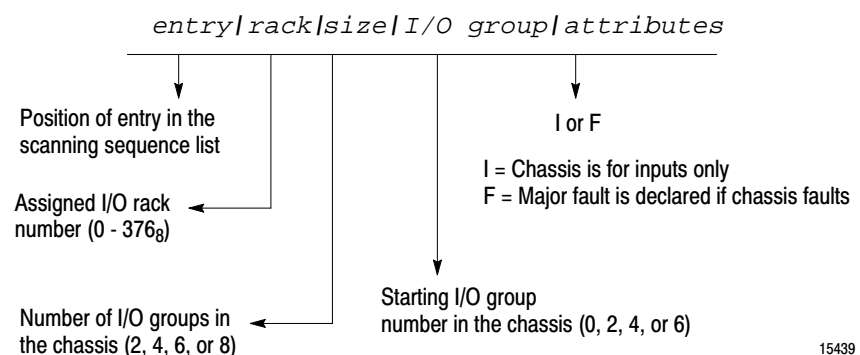 entry|rack|size|I/O group|attributes
Position of entry in the
scanning sequence list
I or F
I = Chassis is for inputs only
F = Major fault is declared if chassis faults
Assigned I/O rack
number (0 - 376₈)
Starting I/O group
number in the chassis (0, 2, 4, or 6)
Number of I/O groups in
the chassis (2, 4, 6, or 8)
15439